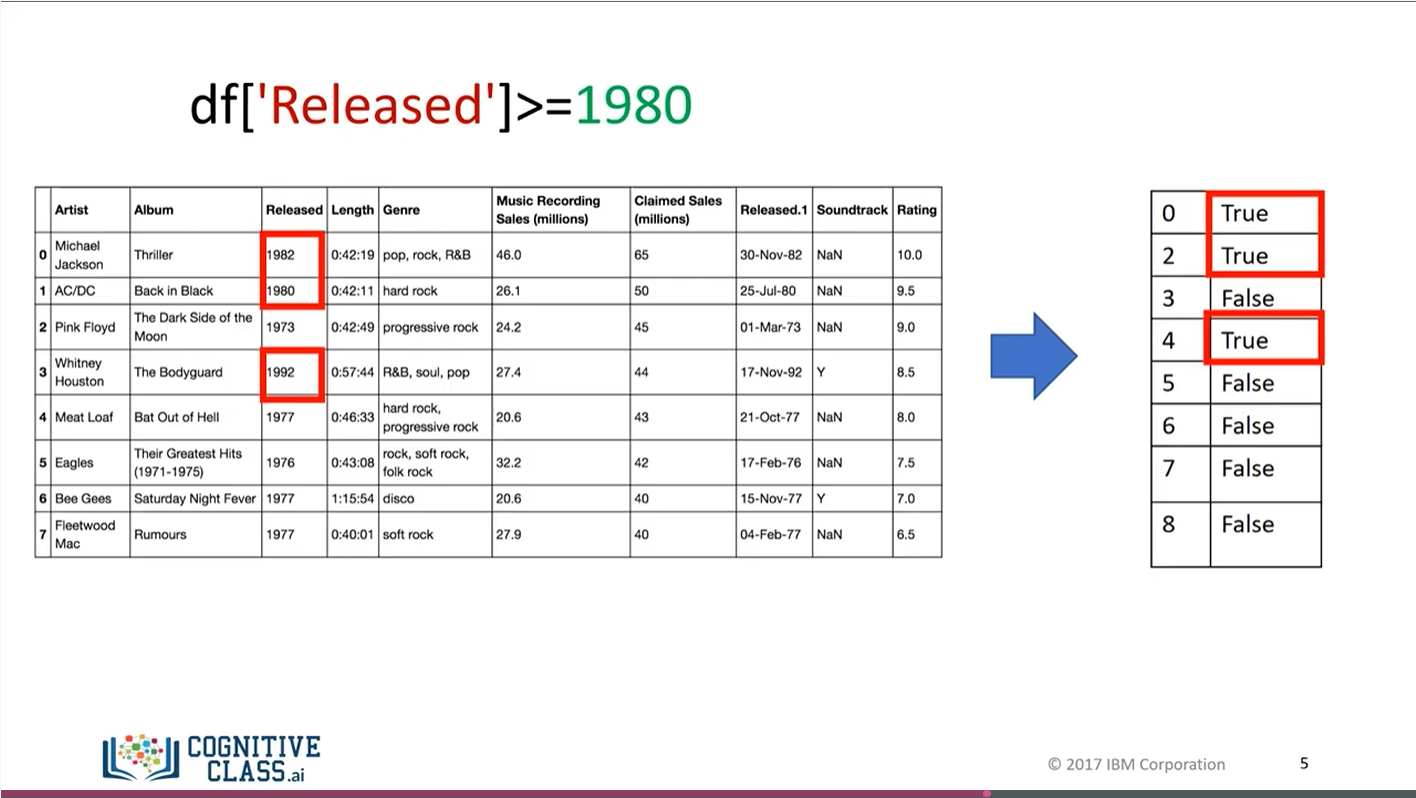 df['Released']>=1980
Artist Album Released Length Genre Music Recording Sales (millions) Claimed Sales (millions) Released.1 Soundtrack Rating
0 Michael Jackson Thriller 1982 0:42:19 pop, rock, R&B 46.0 65 30-Nov-82 NaN 10.0
1 AC/DC Back in Black 1980 0:42:11 hard rock 26.1 50 25-Jul-80 NaN 9.5
2 Pink Floyd The Dark Side of the Moon 1973 0:42:49 progressive rock 24.2 45 01-Mar-73 NaN 9.0
3 Whitney Houston The Bodyguard 1992 0:57:44 R&B, soul, pop 27.4 44 17-Nov-92 Y 8.5
4 Meat Loaf Bat Out of Hell 1977 0:46:33 hard rock, progressive rock 20.6 43 21-Oct-77 NaN 8.0
5 Eagles Their Greatest Hits (1971-1975) 1976 0:43:08 rock, soft rock, folk rock 32.2 42 17-Feb-76 NaN 7.5
6 Bee Gees Saturday Night Fever 1977 1:15:54 disco 20.6 40 15-Nov-77 Y 7.0
7 Fleetwood Mac Rumours 1977 0:40:01 soft rock 27.9 40 04-Feb-77 NaN 6.5
0 True
2 True
3 False
4 True
5 False
6 False
7 False
8 False
COGNITIVE
CLASS.ai
© 2017 IBM Corporation
5